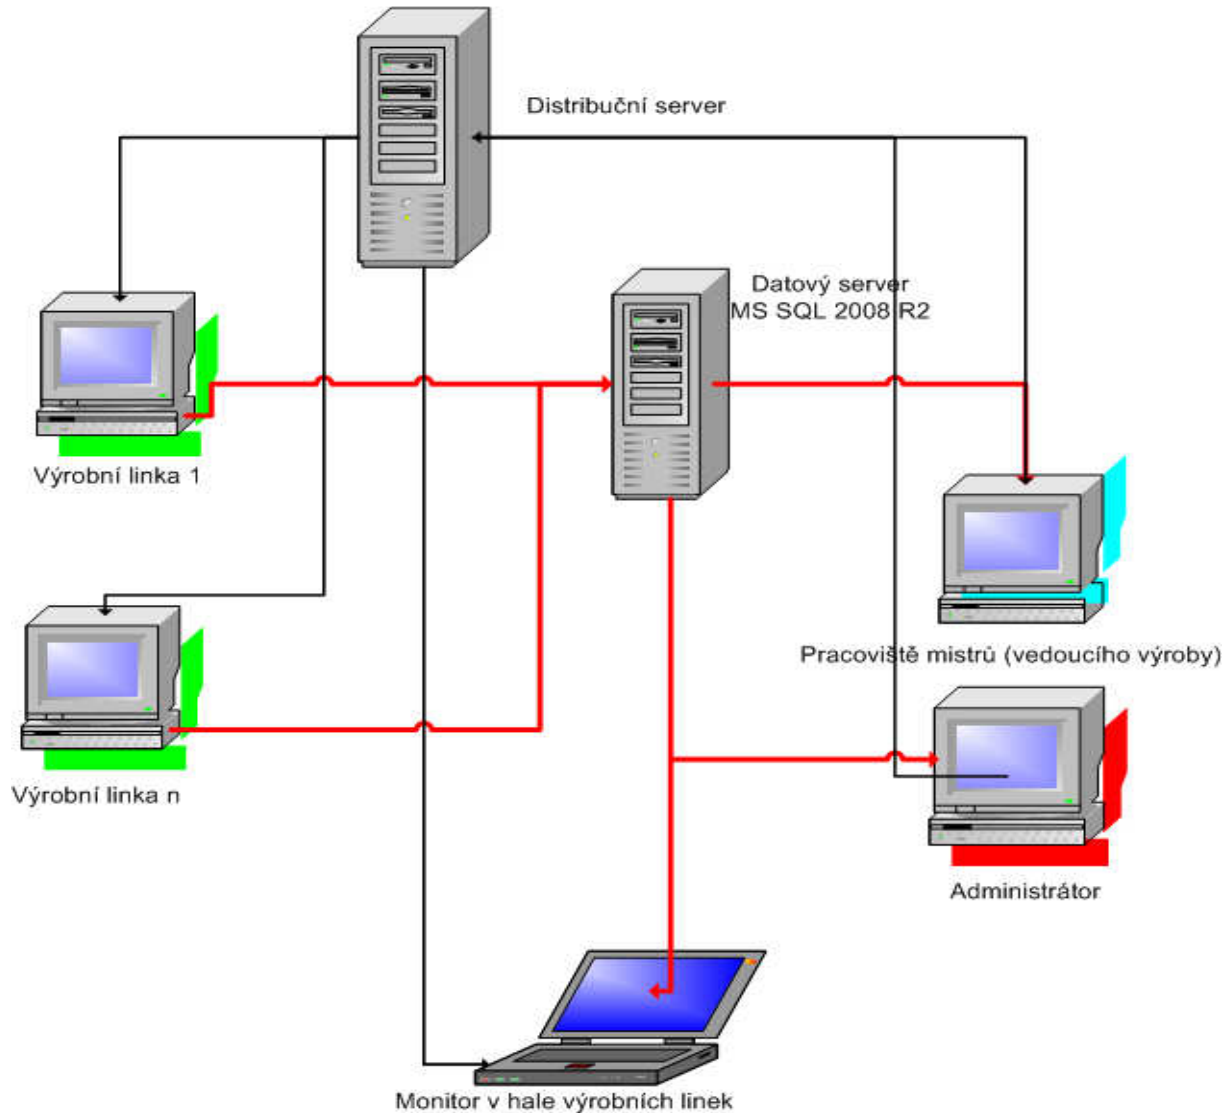 Distribuční server
Datový server
MS SQL 2008 R2
Výrobní linka 1
Pracoviště mistrů (vedoucího výroby)
Výrobní linka n
Administrátor
Monitor v hale výrobních linek